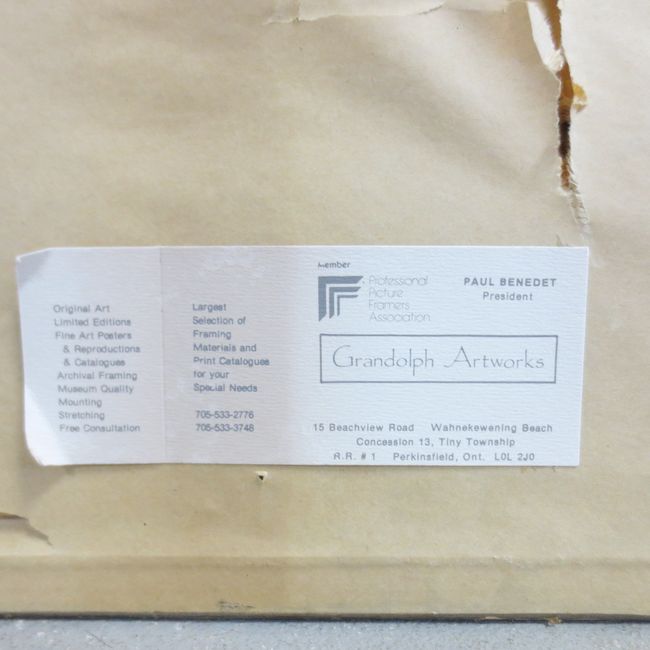 Original Art
Limited Editions
Fine Art Posters
& Reproductions
& Catalogues
Archival Framing
Museum Quality
Mounting
Stretching
Free Consultation
Largest
Selection of
Framing
Materials and
Print Catalogues
for your
Special Needs
705-533-2776
705-533-3748
Member
Professional
Picture
Framers
Association
PAUL BENEDET
President
Grandolph Artworks
15 Beachview Road Wahnekewening Beach
Concession 13, Tiny Township
R.R. # 1 Perkinsfield, Ont. L0L 2J0